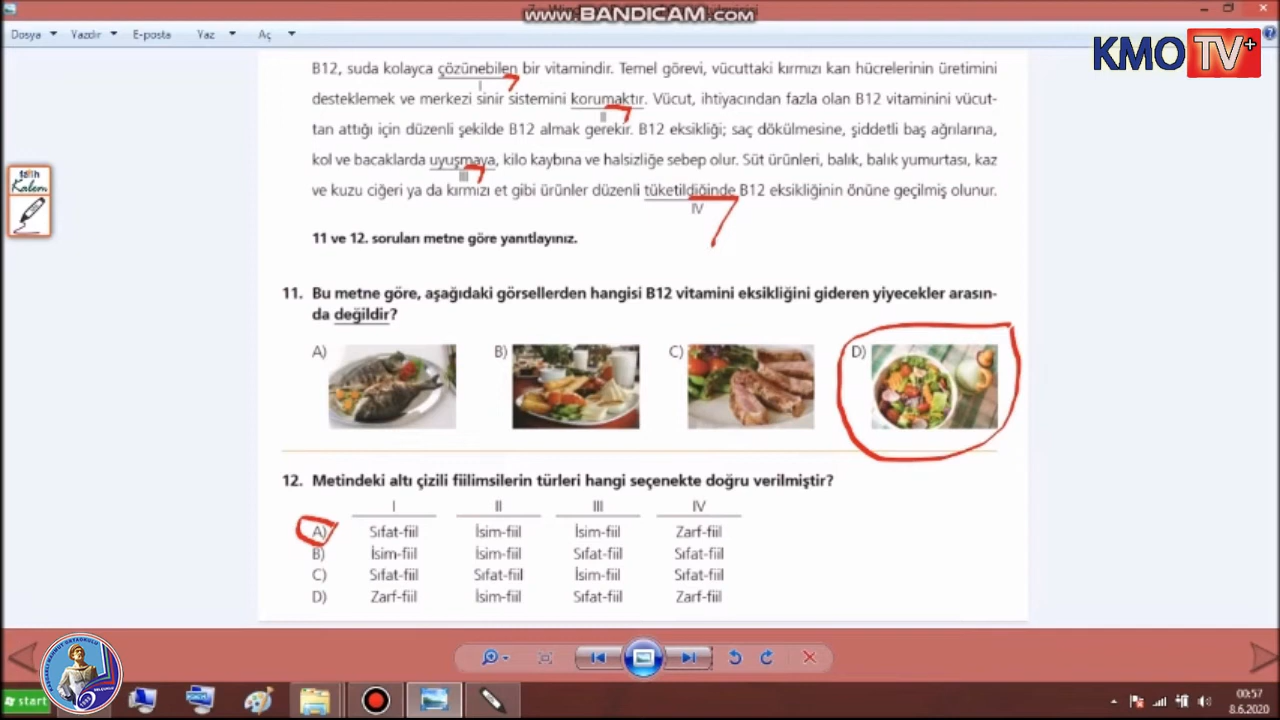 www.BANDICAM.com
Dosya Yazdır E-posta Yaz Aç
KMO TV+
B12, suda kolayca çözünebilen bir vitamindir. Temel görevi, vücuttaki kırmızı kan hücrelerinin üretimini
I
desteklemek ve merkezi sinir sistemini korumaktır. Vücut, ihtiyacından fazla olan B12 vitaminini vücut-
II
tan attığı için düzenli şekilde B12 almak gerekir. B12 eksikliği; saç dökülmesine, şiddetli baş ağrılarına,
kol ve bacaklarda uyuşmaya, kilo kaybına ve halsizliğe sebep olur. Süt ürünleri, balık, balık yumurtası, kaz
III
ve kuzu ciğeri ya da kırmızı et gibi ürünler düzenli tüketildiğinde B12 eksikliğinin önüne geçilmiş olunur.
IV
fatih
Kalem
11 ve 12. soruları metne göre yanıtlayınız.
11. Bu metne göre, aşağıdaki görsellerden hangisi B12 vitamini eksikliğini gideren yiyecekler arasın-
da değildir?
A) B) C) D)
12. Metindeki altı çizili fiilimsilerin türleri hangi seçenekte doğru verilmiştir?
I II III IV
A) Sıfat-fiil İsim-fiil İsim-fiil Zarf-fiil
B) İsim-fiil İsim-fiil Sıfat-fiil Sıfat-fiil
C) Sıfat-fiil Sıfat-fiil İsim-fiil Sıfat-fiil
D) Zarf-fiil İsim-fiil Sıfat-fiil Zarf-fiil
start
00:57
8.6.2020